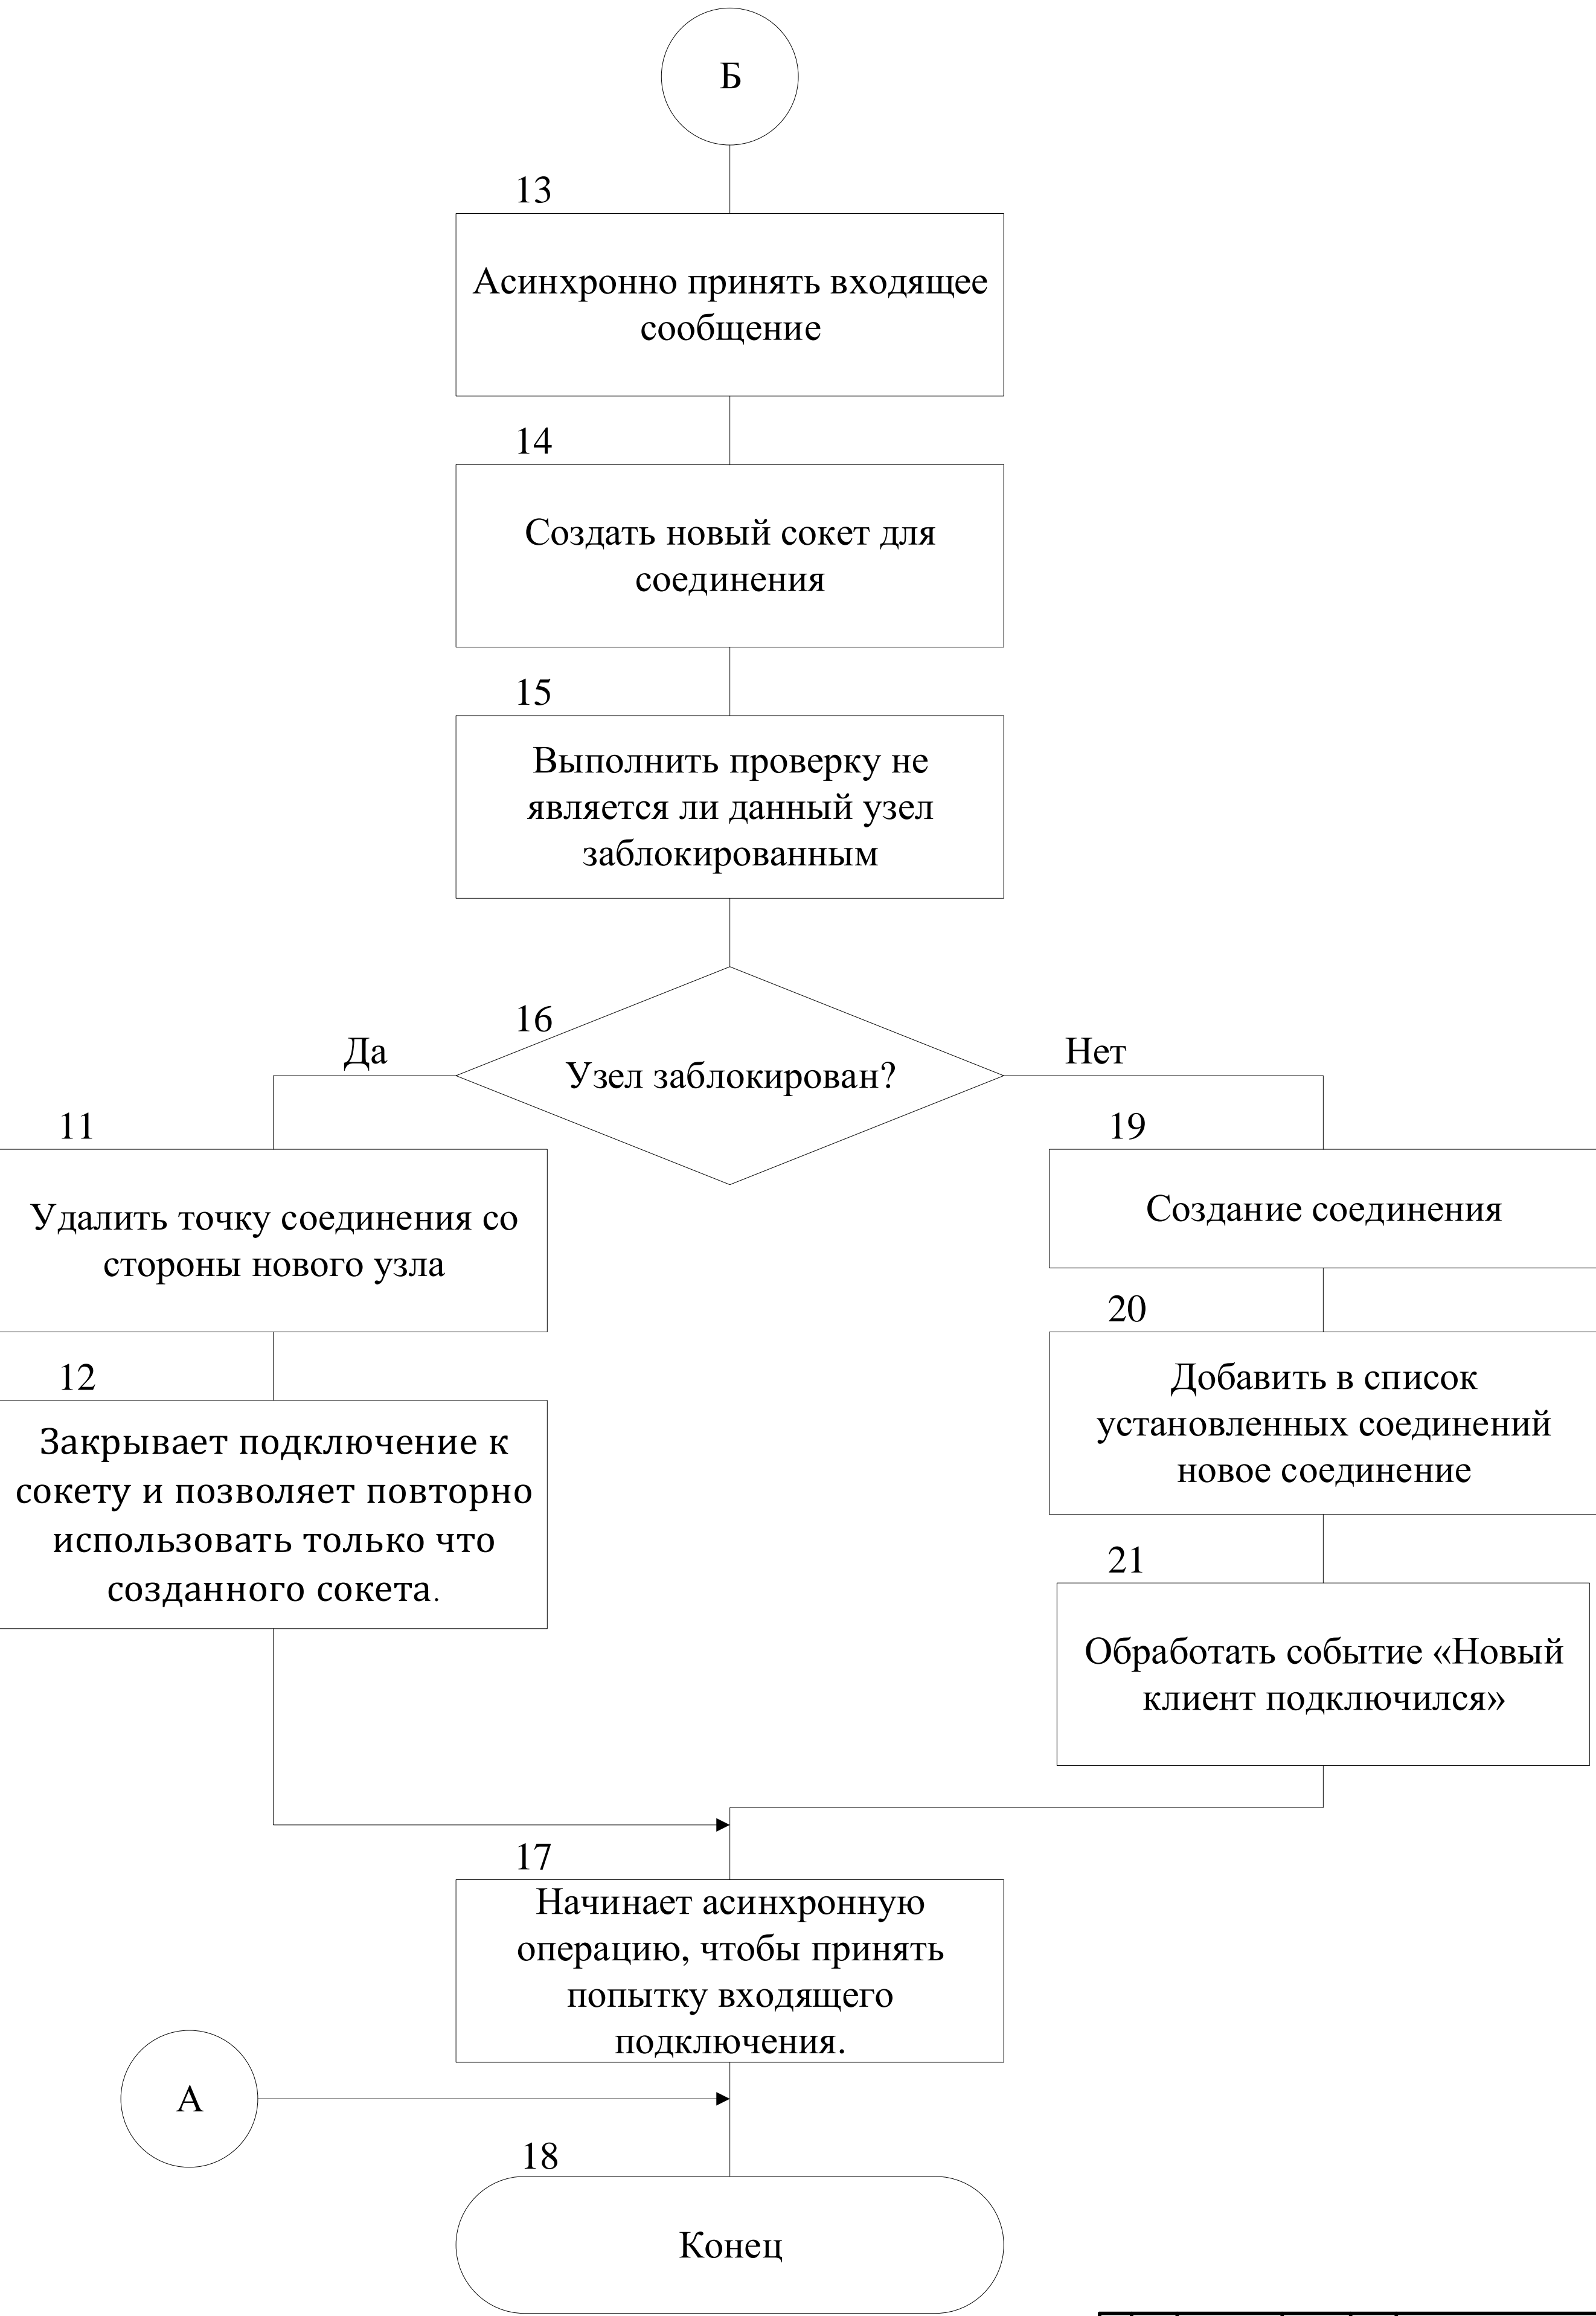 Б
13
Асинхронно принять входящее
сообщение
14
Создать новый сокет для
соединения
15
Выполнить проверку не
является ли данный узел
заблокированным
16
Да
Узел заблокирован?
Нет
11
Удалить точку соединения со
стороны нового узла
12
Закрывает подключение к
сокету и позволяет повторно
использовать только что
созданного сокета.
19
Создание соединения
20
Добавить в список
установленных соединений
новое соединение
21
Обработать событие «Новый
клиент подключился»
17
Начинает асинхронную
операцию, чтобы принять
попытку входящего
подключения.
А
18
Конец